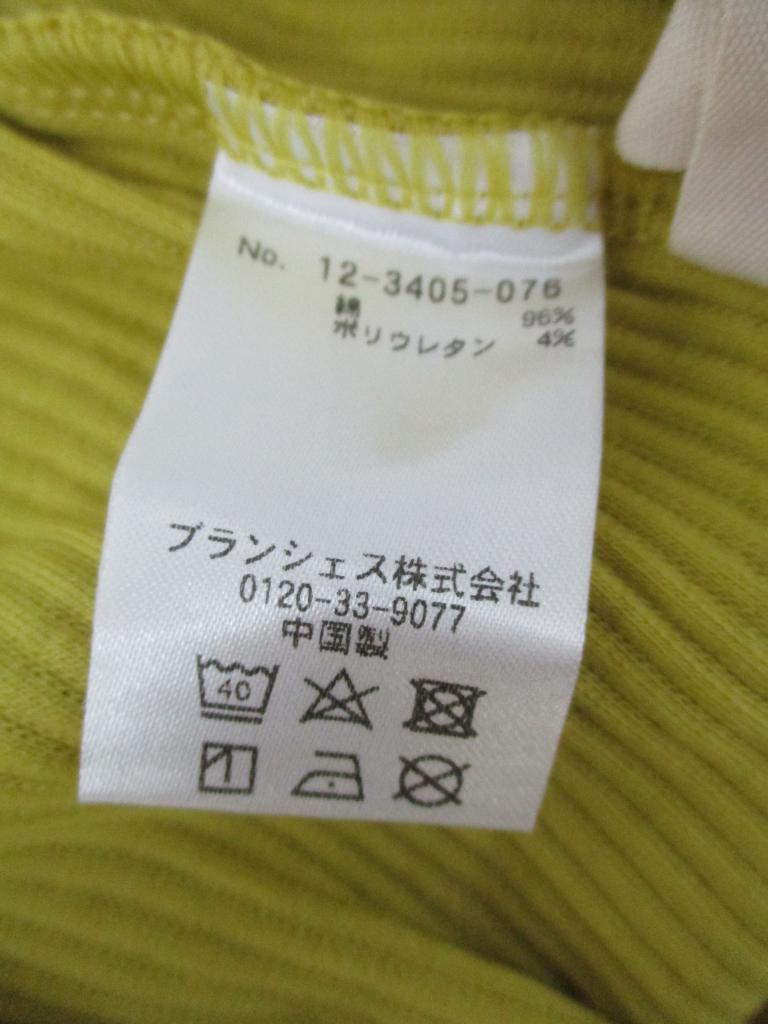 No. 12-3405-076
綿 96%
ポリウレタン 4%
ブランシェス株式会社
0120-33-9077
中国製
40